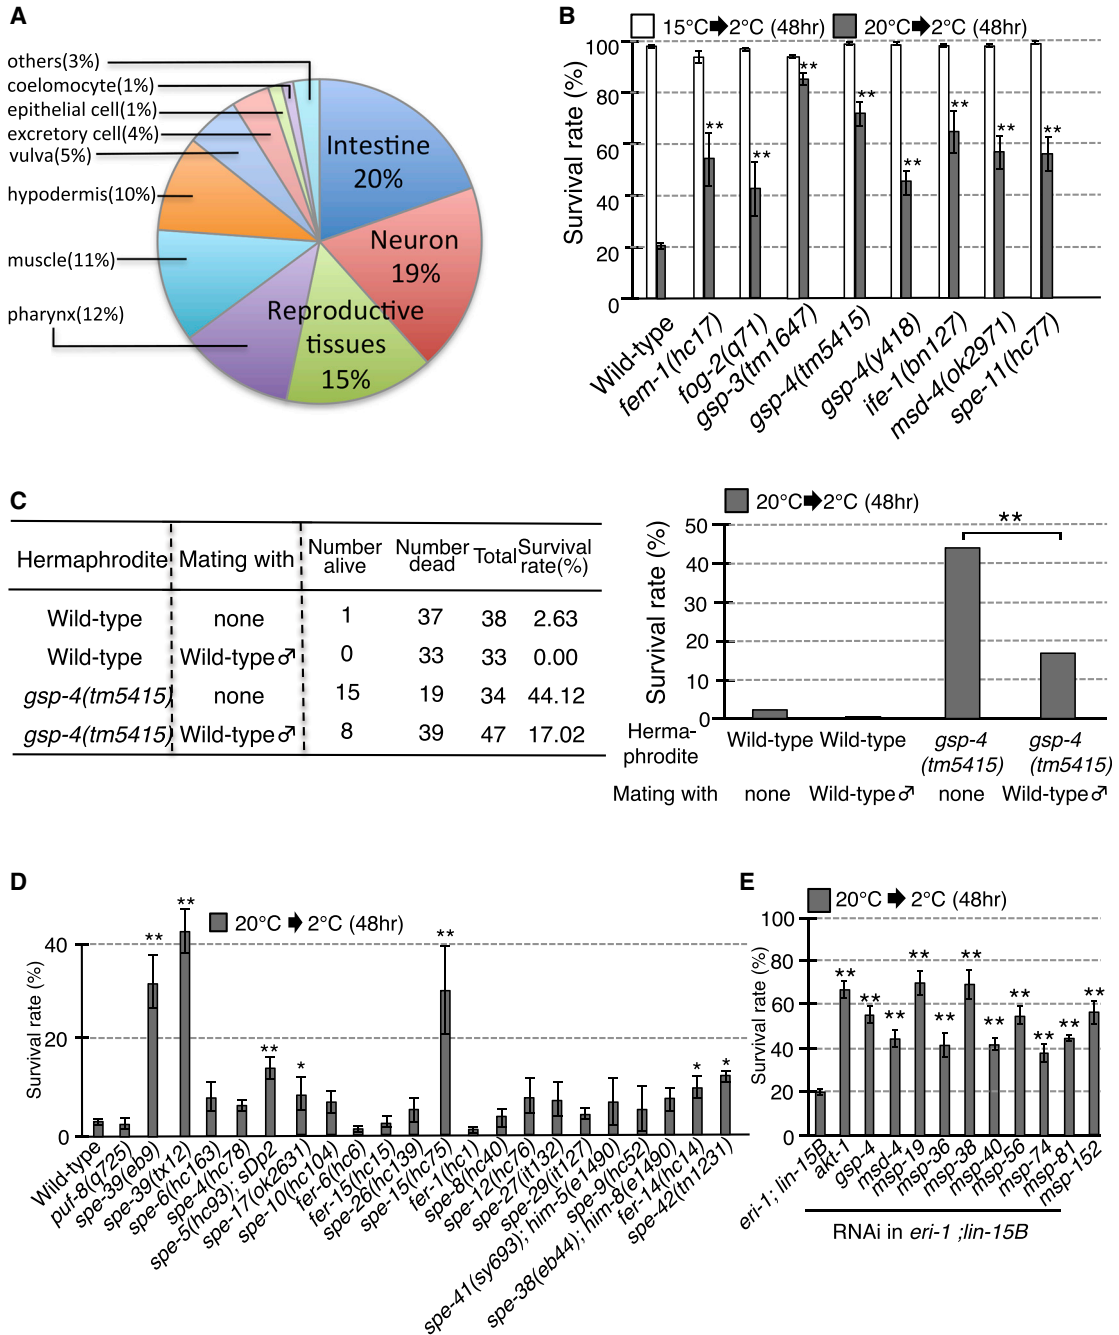 A
others(3%)
coelomocyte(1%)
epithelial cell(1%)
excretory cell(4%)
vulva(5%)
hypodermis(10%)
muscle(11%)
pharynx(12%)
Intestine
20%
Neuron
19%
Reproductive
tissues
15%
B
15°C➡2°C (48hr) 20°C➡2°C (48hr)
Survival rate (%)
100
80
60
40
20
0
Wild-type
fem-1(hc17)
fog-2(q71)
gsp-3(tm1647)
gsp-4(tm5415)
gsp-4(y418)
ife-1(bn127)
msd-4(ok2971)
spe-11(hc77)
** ** ** ** ** ** ** **
C
Hermaphrodite Mating with Number alive Number dead Total Survival rate(%)
Wild-type none 1 37 38 2.63
Wild-type Wild-type♂ 0 33 33 0.00
gsp-4(tm5415) none 15 19 34 44.12
gsp-4(tm5415) Wild-type♂ 8 39 47 17.02
20°C➡2°C (48hr)
Survival rate (%)
50
40
30
20
10
0
**
Herma-
phrodite
Wild-type Wild-type gsp-4 (tm5415) gsp-4 (tm5415)
Mating with none Wild-type♂ none Wild-type♂
D
20°C ➡ 2°C (48hr)
Survival rate (%)
40
20
0
** ** ** * ** * *
Wild-type
puf-8(q725)
spe-39(eb9)
spe-39(tx12)
spe-6(hc163)
spe-4(hc78)
spe-5(hc93); sDp2
spe-17(ok2631)
spe-10(hc104)
fer-6(hc6)
fer-15(hc15)
spe-26(hc139)
spe-15(hc75)
fer-1(hc1)
spe-8(hc40)
spe-12(hc76)
spe-27(it132)
spe-29(it127)
spe-41(sy693); him-5(e1490)
spe-9(hc52)
spe-38(eb44); him-8(e1490)
fer-14(hc14)
spe-42(tn1231)
E
20°C ➡ 2°C (48hr)
Survival rate (%)
100
80
60
40
20
0
** ** ** ** ** ** ** ** ** ** **
eri-1; lin-15B
akt-1
gsp-4
msd-4
msp-19
msp-36
msp-38
msp-40
msp-56
msp-74
msp-81
msp-152
RNAi in eri-1 ;lin-15B